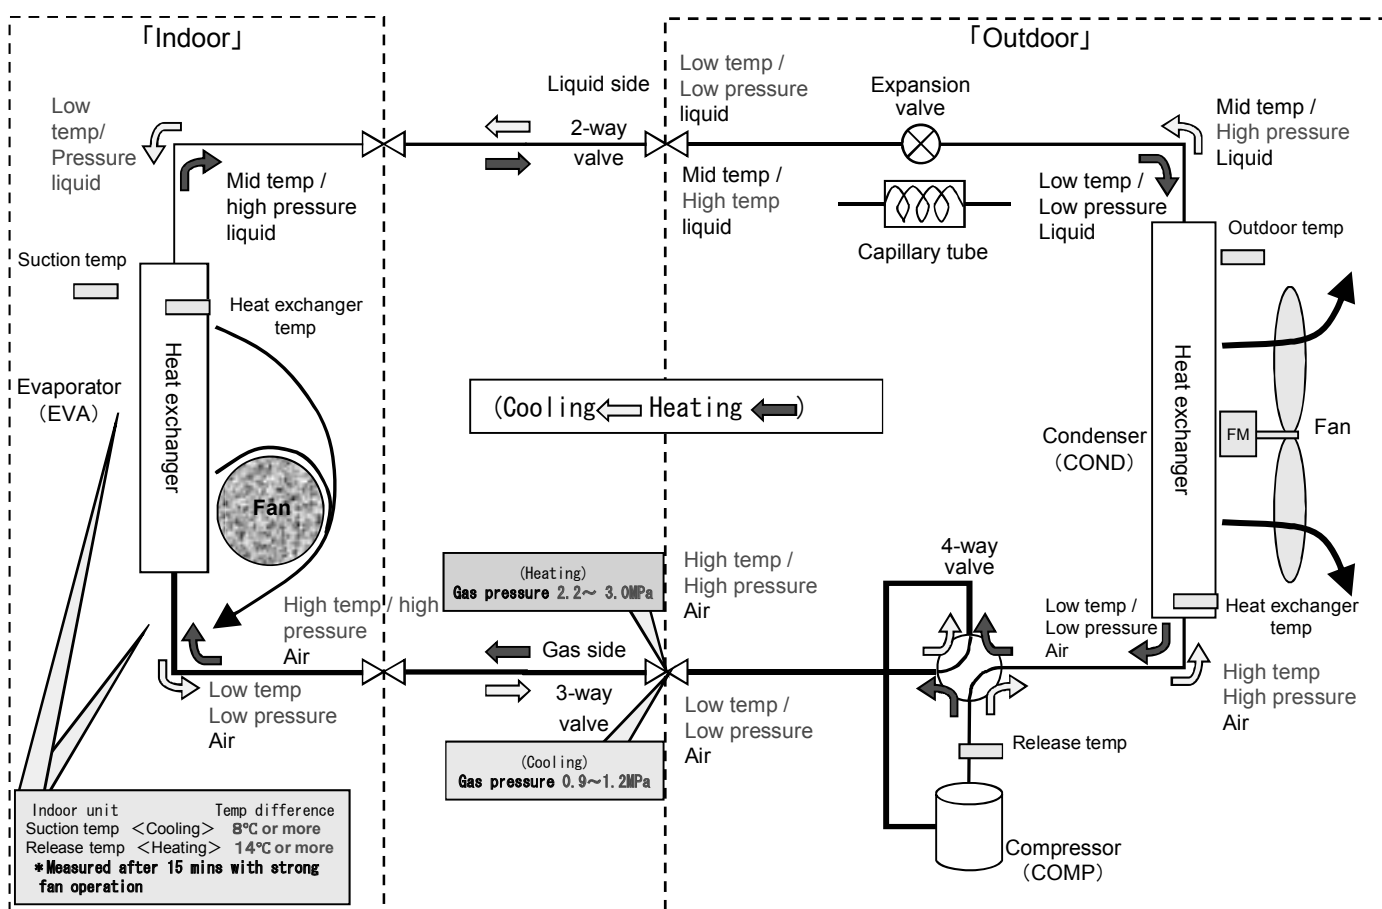 「Indoor」
「Outdoor」
Low
temp/
Pressure
liquid
Mid temp /
high pressure
liquid
Liquid side
2-way
valve
Low temp /
Low pressure
liquid
Mid temp /
High temp
liquid
Expansion
valve
Capillary tube
Mid temp /
High pressure
Liquid
Low temp /
Low pressure
Liquid
Outdoor temp
Suction temp
Heat exchanger
temp
Heat exchanger
Evaporator
(EVA)
Fan
(Cooling Heating )
Condenser
(COND)
Heat exchanger
FM
Fan
(Heating)
Gas pressure 2.2～ 3.0MPa
High temp /
High pressure
Air
4-way
valve
Low temp /
Low pressure
Air
Heat exchanger
temp
High temp / high
pressure
Air
Gas side
3-way
valve
Low temp
Low pressure
Air
Low temp /
Low pressure
Air
High temp
High pressure
Air
(Cooling)
Gas pressure 0.9～1.2MPa
Release temp
Compressor
(COMP)
Indoor unit Temp difference
Suction temp ＜Cooling＞ 8℃ or more
Release temp ＜Heating＞ 14℃ or more
*Measured after 15 mins with strong
fan operation